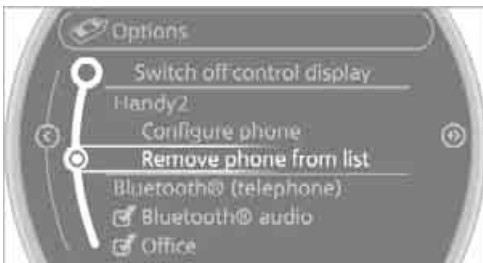 Options
Switch off control display
Handy2
Configure phone
Remove phone from list
Bluetooth® (telephone)
Bluetooth® audio
Office